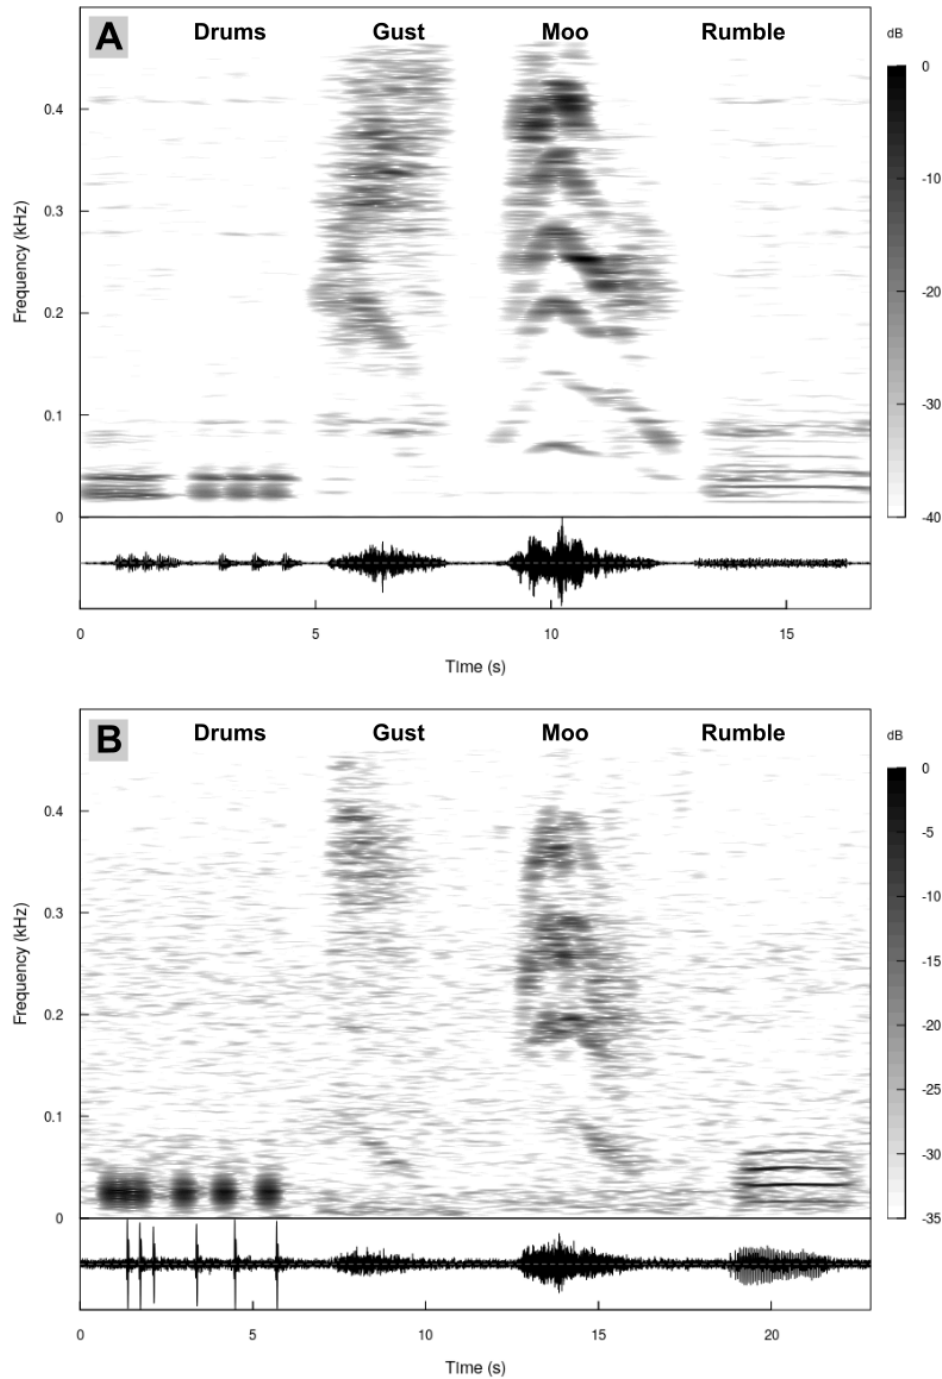 A Drums Gust Moo Rumble
dB
0
-10
-20
-30
-40
Frequency (kHz)
0.4
0.3
0.2
0.1
0
0 5 10 15
Time (s)
B Drums Gust Moo Rumble
dB
0
-5
-10
-15
-20
-25
-30
-35
Frequency (kHz)
0.4
0.3
0.2
0.1
0
0 5 10 15 20
Time (s)